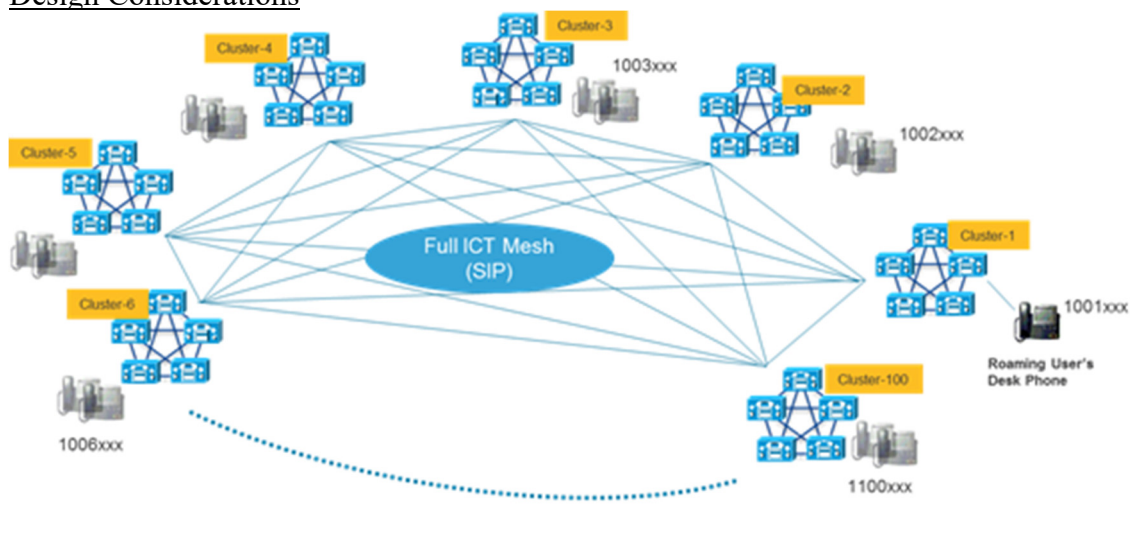 Design Considerations
Cluster-3
Cluster-4
1003xxx
Cluster-2
1002xxx
Cluster-5
Cluster-1
Full ICT Mesh
(SIP)
Cluster-6
1001xxx
Roaming User's
Desk Phone
Cluster-100
1006xxx
1100xxx